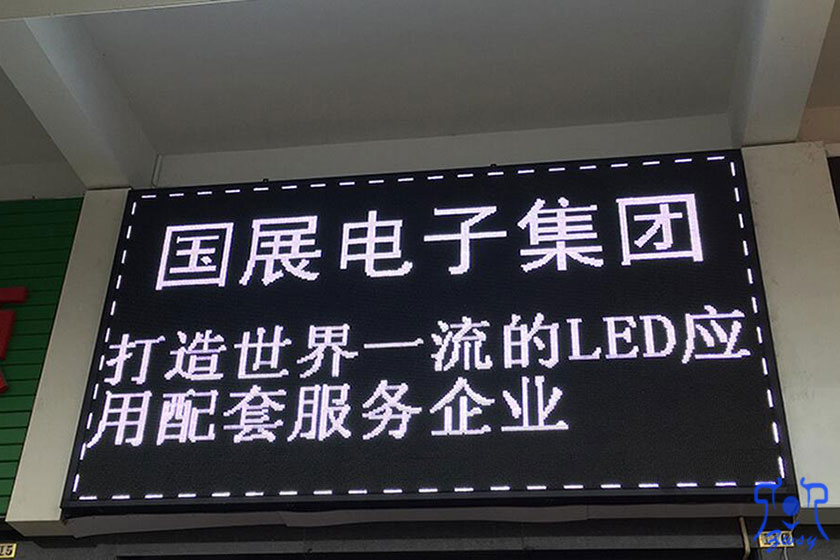 国展电子集团
打造世界一流的LED应
用配套服务企业